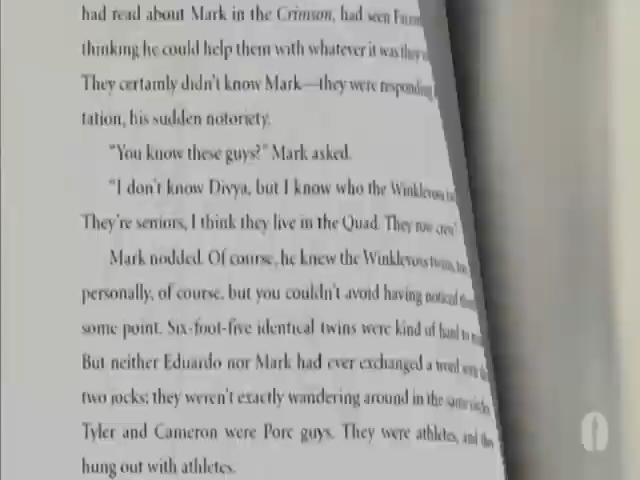 had read about Mark in the Crimson, had seen
thinking he could help them with whatever it was they
They certainly didn't know Mark—they were responding
tation, his sudden notoriety.
"You know these guys?" Mark asked.
"I don't know Divya, but I know who the Winklevoss
They're seniors, I think they live in the Quad. They row crew."
Mark nodded. Of course, he knew the Winklevoss twins,
personally, of course, but you couldn't avoid having noticed
some point. Six-foot-five identical twins were kind of hard to
But neither Eduardo nor Mark had ever exchanged a word
two jocks; they weren't exactly wandering around in the same circles.
Tyler and Cameron were Porc guys. They were athletes, and they
hung out with athletes.